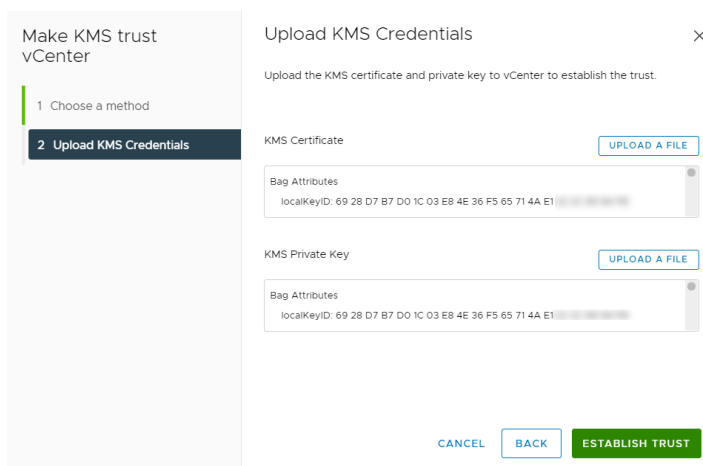 Make KMS trust
vCenter
1 Choose a method
2 Upload KMS Credentials
Upload KMS Credentials
Upload the KMS certificate and private key to vCenter to establish the trust.
KMS Certificate
UPLOAD A FILE
Bag Attributes
localKeyID: 69 28 D7 B7 D0 1C 03 E8 4E 36 F5 65 71 4A E1
KMS Private Key
UPLOAD A FILE
Bag Attributes
localKeyID: 69 28 D7 B7 D0 1C 03 E8 4E 36 F5 65 71 4A E1
CANCEL
BACK
ESTABLISH TRUST